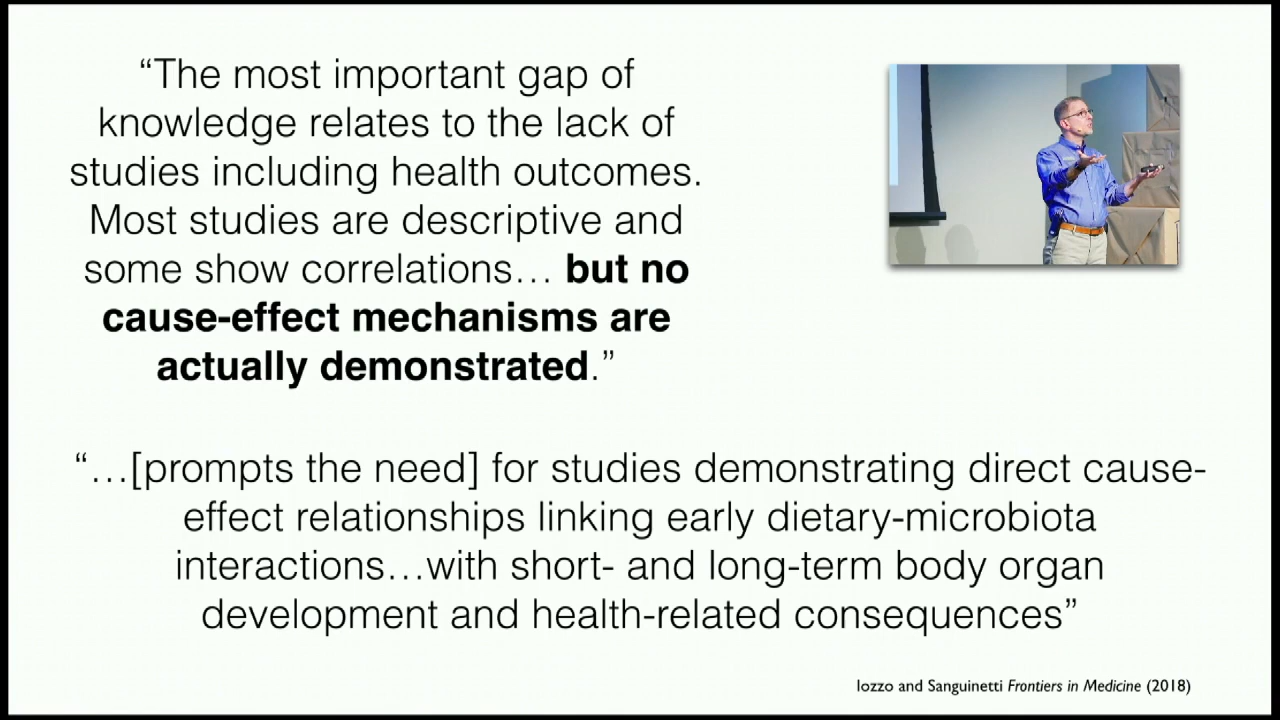 “The most important gap of
knowledge relates to the lack of
studies including health outcomes.
Most studies are descriptive and
some show correlations… but no
cause-effect mechanisms are
actually demonstrated.”
“…[prompts the need] for studies demonstrating direct cause-
effect relationships linking early dietary-microbiota
interactions…with short- and long-term body organ
development and health-related consequences”
Iozzo and Sanguinetti Frontiers in Medicine (2018)